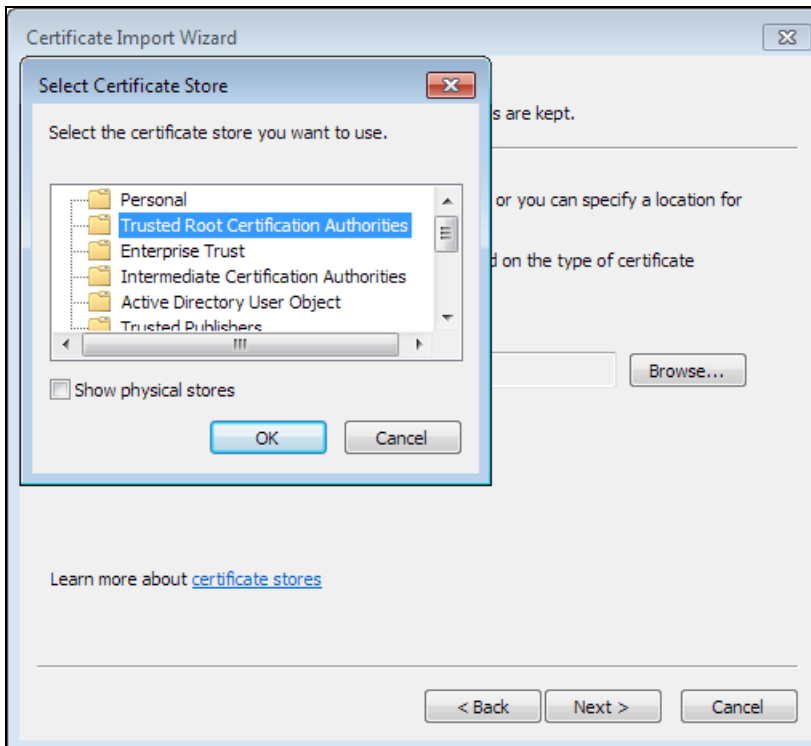 Certificate Import Wizard
Select Certificate Store
s are kept.
Select the certificate store you want to use.
Personal
or you can specify a location for
Trusted Root Certification Authorities
Enterprise Trust
d on the type of certificate
Intermediate Certification Authorities
Active Directory User Object
Trusted Publishers
Browse...
Show physical stores
OK Cancel
Learn more about certificate stores
< Back Next > Cancel